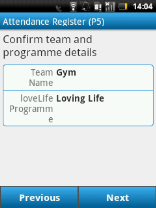 14:04
Attendance Register (P5)
Confirm team and
programme details
Team Gym
Name
loveLife Loving Life
Programm
e
Previous Next